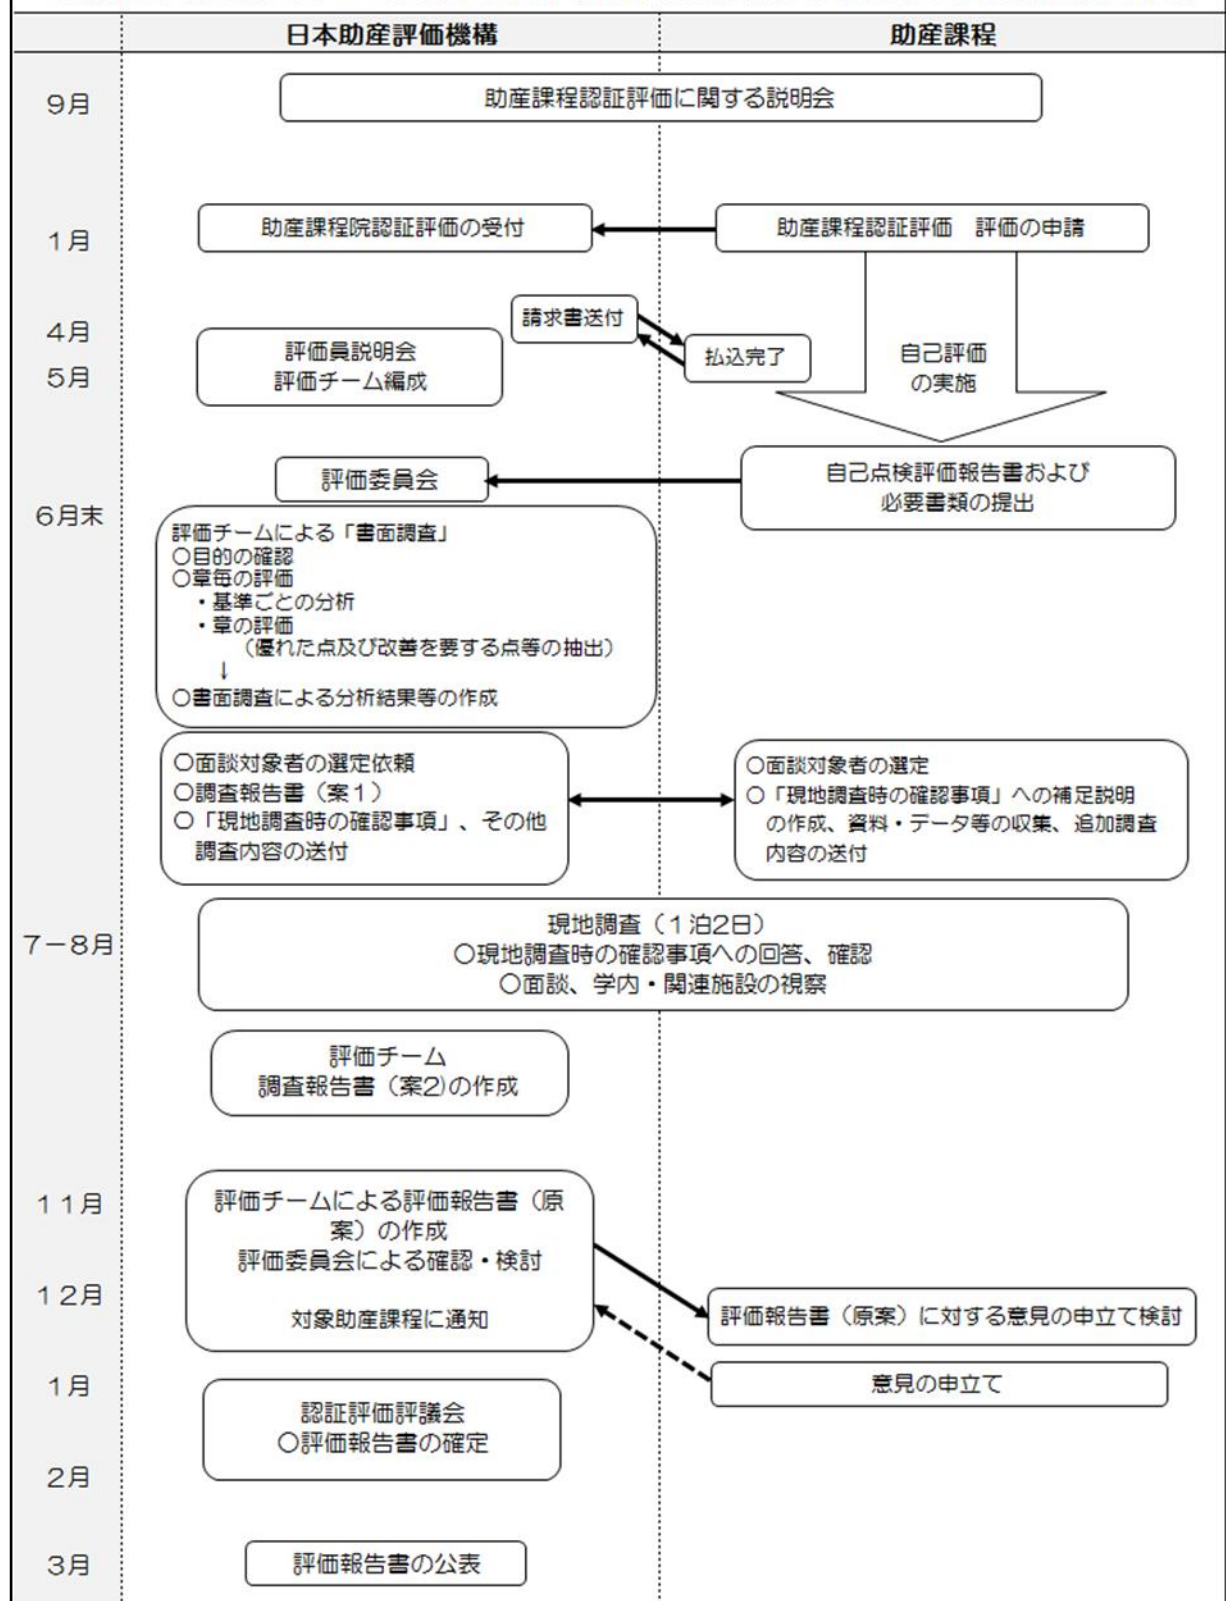 日本助産評価機構
助産課程
9月
助産課程認証評価に関する説明会
1月
助産課程院認証評価の受付
助産課程認証評価　評価の申請
4月
5月
請求書送付
払込完了
評価員説明会
評価チーム編成
自己評価
の実施
6月末
評価委員会
自己点検評価報告書および
必要書類の提出
評価チームによる「書面調査」
○目的の確認
○章毎の評価
・基準ごとの分析
・章の評価
（優れた点及び改善を要する点等の抽出）
↓
○書面調査による分析結果等の作成
○面談対象者の選定依頼
○調査報告書（案1）
○「現地調査時の確認事項」、その他
調査内容の送付
○面談対象者の選定
○「現地調査時の確認事項」への補足説明
の作成、資料・データ等の収集、追加調査
内容の送付
7－8月
現地調査（1泊2日）
○現地調査時の確認事項への回答、確認
○面談、学内・関連施設の視察
評価チーム
調査報告書（案2)の作成
11月
12月
評価チームによる評価報告書（原
案）の作成
評価委員会による確認・検討
対象助産課程に通知
評価報告書（原案）に対する意見の申立て検討
意見の申立て
1月
2月
認証評価評議会
○評価報告書の確定
3月
評価報告書の公表